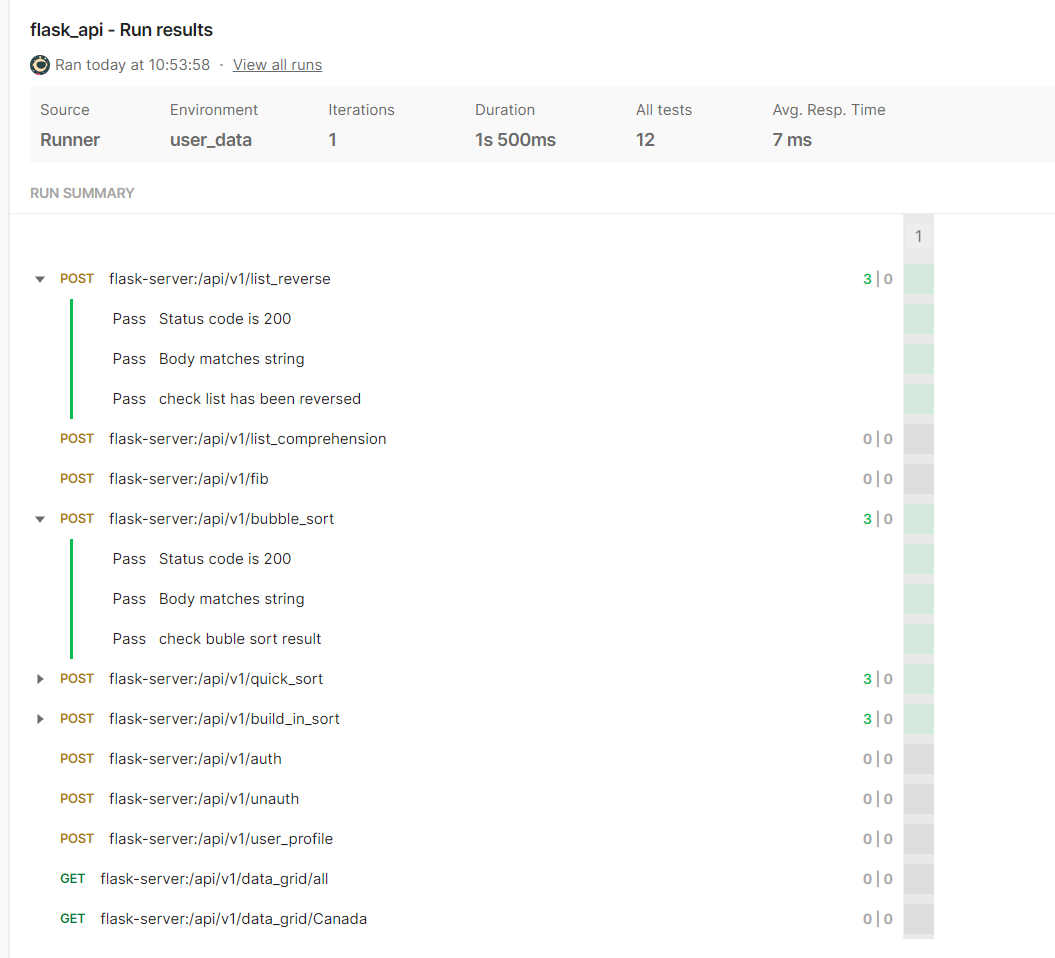 flask_api - Run results
Ran today at 10:53:58 · View all runs
Source Environment Iterations Duration All tests Avg. Resp. Time
Runner user_data 1 1s 500ms 12 7 ms
RUN SUMMARY
1
POST flask-server:/api/v1/list_reverse 3 | 0
Pass Status code is 200
Pass Body matches string
Pass check list has been reversed
POST flask-server:/api/v1/list_comprehension 0 | 0
POST flask-server:/api/v1/fib 0 | 0
POST flask-server:/api/v1/bubble_sort 3 | 0
Pass Status code is 200
Pass Body matches string
Pass check buble sort result
POST flask-server:/api/v1/quick_sort 3 | 0
POST flask-server:/api/v1/build_in_sort 3 | 0
POST flask-server:/api/v1/auth 0 | 0
POST flask-server:/api/v1/unauth 0 | 0
POST flask-server:/api/v1/user_profile 0 | 0
GET flask-server:/api/v1/data_grid/all 0 | 0
GET flask-server:/api/v1/data_grid/Canada 0 | 0